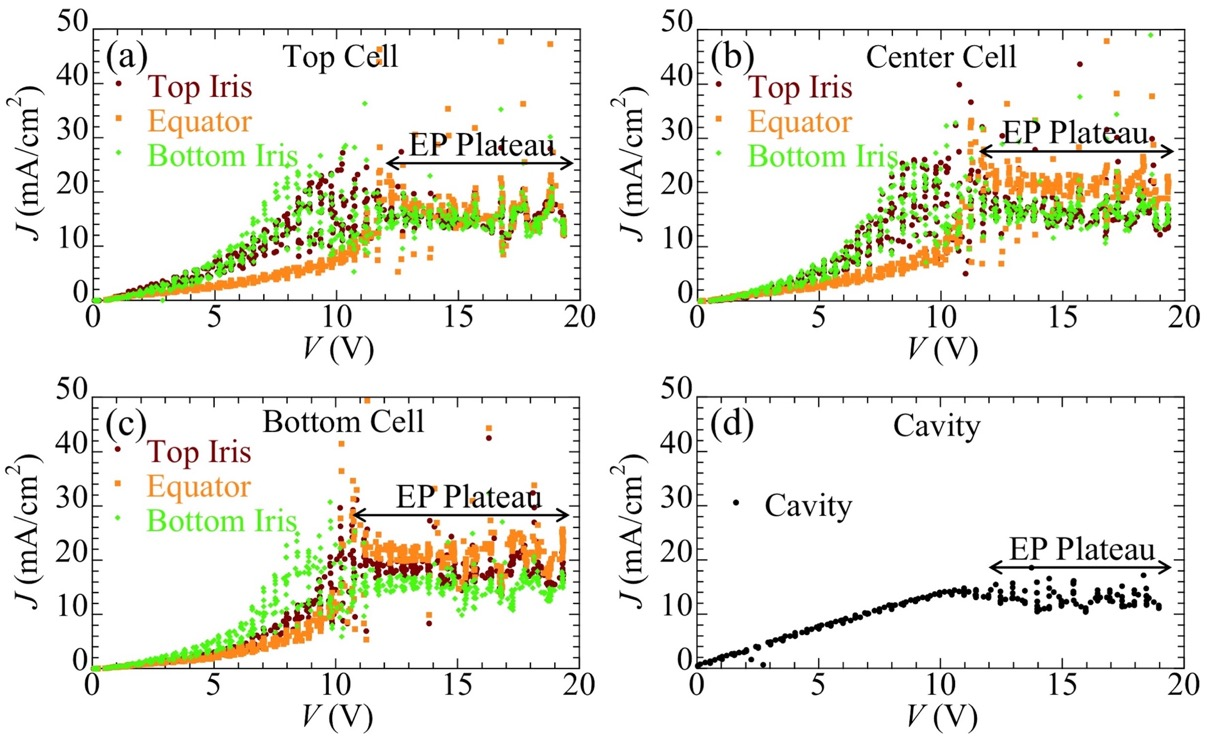 (a)
Top Cell
Top Iris
Equator
Bottom Iris
EP Plateau
J (mA/cm²)
50
40
30
20
10
0
0 5 10 15 20
V (V)
(b)
Center Cell
Top Iris
Equator
Bottom Iris
EP Plateau
J (mA/cm²)
50
40
30
20
10
0
0 5 10 15 20
V (V)
(c)
Bottom Cell
Top Iris
Equator
Bottom Iris
EP Plateau
J (mA/cm²)
50
40
30
20
10
0
0 5 10 15 20
V (V)
(d)
Cavity
Cavity
EP Plateau
J (mA/cm²)
50
40
30
20
10
0
0 5 10 15 20
V (V)